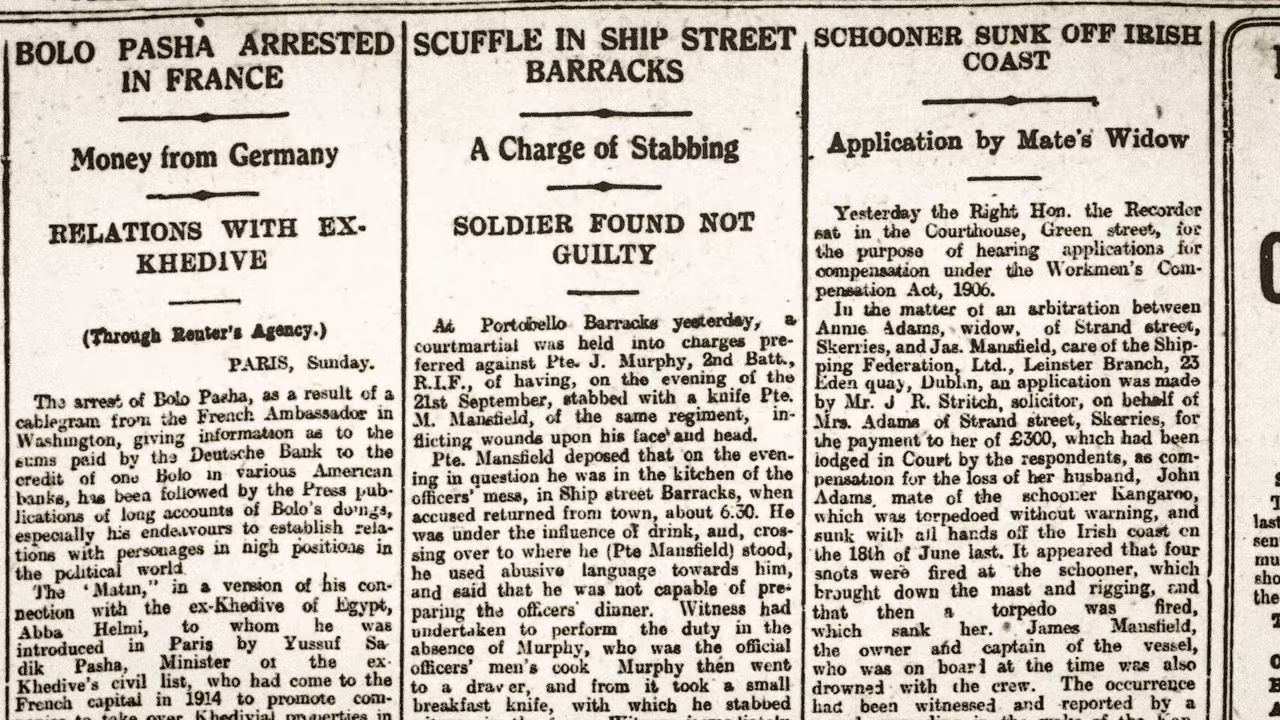 BOLO PASHA ARRESTED
IN FRANCE
Money from Germany
RELATIONS WITH EX-
KHEDIVE
(Through Reuter's Agency.)
PARIS, Sunday.
The arrest of Bolo Pasha, as a result of a
cablegram from the French Ambassador in
Washington, giving information as to the
sums paid by the Deutsche Bank to the
credit of one Bolo in various American
banks, has been followed by the Press pub-
lications of long accounts of Bolo's doings,
especially his endeavours to establish rela-
tions with personages in high positions in
the political world.
The 'Matin," in a version of his con-
nection with the ex-Khedive of Egypt,
Abba Helmi, to whom he was
introduced in Paris by Yussuf Sa-
dik Pasha, Minister of the ex-
Khedive's civil list, who had come to the
French capital in 1914 to promote com-
to take over Khedivial properties in
SCUFFLE IN SHIP STREET
BARRACKS
A Charge of Stabbing
SOLDIER FOUND NOT
GUILTY
At Portobello Barracks yesterday, a
courtmartial was held into charges pre-
ferred against Pte. J. Murphy, 2nd Batt.,
R.I.F., of having, on the evening of the
21st September, stabbed with a knife Pte.
M. Mansfield, of the same regiment, in-
flicting wounds upon his face and head.
Pte. Mansfield deposed that on the even-
ing in question he was in the kitchen of the
officers' mess, in Ship street Barracks, when
accused returned from town, about 6.30. He
was under the influence of drink, and, cros-
sing over to where he (Pte Mansfield) stood,
he used abusive language towards him,
and said that he was not capable of pre-
paring the officers' dinner. Witness had
undertaken to perform the duty in the
absence of Murphy, who was the official
officers' men's cook Murphy then went
to a drawer, and from it took a small
breakfast knife, with which he stabbed
SCHOONER SUNK OFF IRISH
COAST
Application by Mate's Widow
Yesterday the Right Hon. the Recorder
sat in the Courthouse, Green street, for
the purpose of hearing applications for
compensation under the Workmen's Com-
pensation Act, 1906.
In the matter of an arbitration between
Annie Adams, widow, of Strand street,
Skerries, and Jas. Mansfield, care of the Ship-
ping Federation, Ltd., Leinster Branch, 23
Eden quay, Dublin, an application was made
by Mr. J R. Stritch, solicitor, on behalf of
Mrs. Adams of Strand street, Skerries, for
the payment to her of £300, which had been
lodged in Court by the respondents, as com-
pensation for the loss of her husband, John
Adams, mate of the schooner Kangaroo,
which was torpedoed without warning, and
sunk with all hands off the Irish coast on
the 18th of June last. It appeared that four
shots were fired at the schooner, which
brought down the mast and rigging, and
that then a torpedo was fired,
which sank her. James Mansfield,
the owner and captain of the vessel,
who was on board at the time was also
drowned with the crew. The occurrence
had been witnessed and reported by a